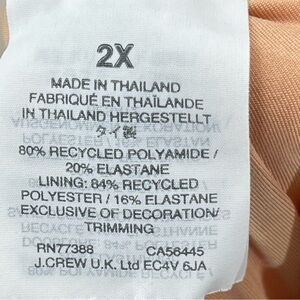 2X
MADE IN THAILAND
FABRIQUÉ EN THAÏLANDE
IN THAILAND HERGESTELLT
タイ製
80% RECYCLED POLYAMIDE /
20% ELASTANE
LINING: 84% RECYCLED
POLYESTER / 16% ELASTANE
EXCLUSIVE OF DECORATION/
TRIMMING
RN77388 CA56445
J.CREW U.K. Ltd EC4V 6JA